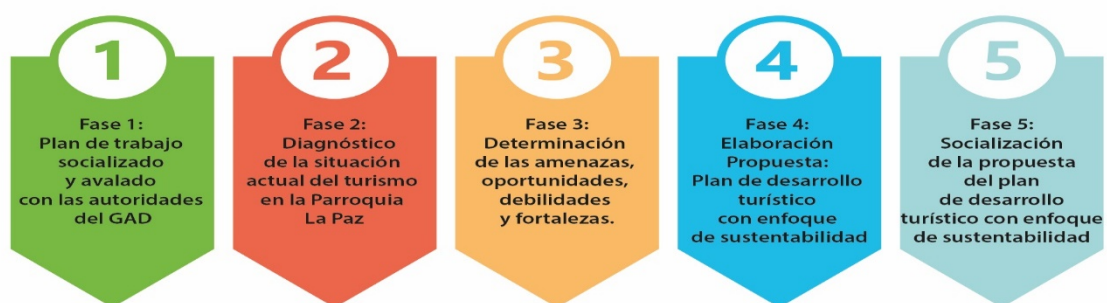 1
Fase 1:
Plan de trabajo
socializado
y avalado
con las autoridades
del GAD
2
Fase 2:
Diagnóstico
de la situación
actual del turismo
en la Parroquia
La Paz
3
Fase 3:
Determinación
de las amenazas,
oportunidades,
debilidades
y fortalezas.
4
Fase 4:
Elaboración
Propuesta:
Plan de desarrollo
turístico
con enfoque
de sustentabilidad
5
Fase 5:
Socialización
de la propuesta
del plan
de desarrollo
turístico con enfoque
de sustentabilidad